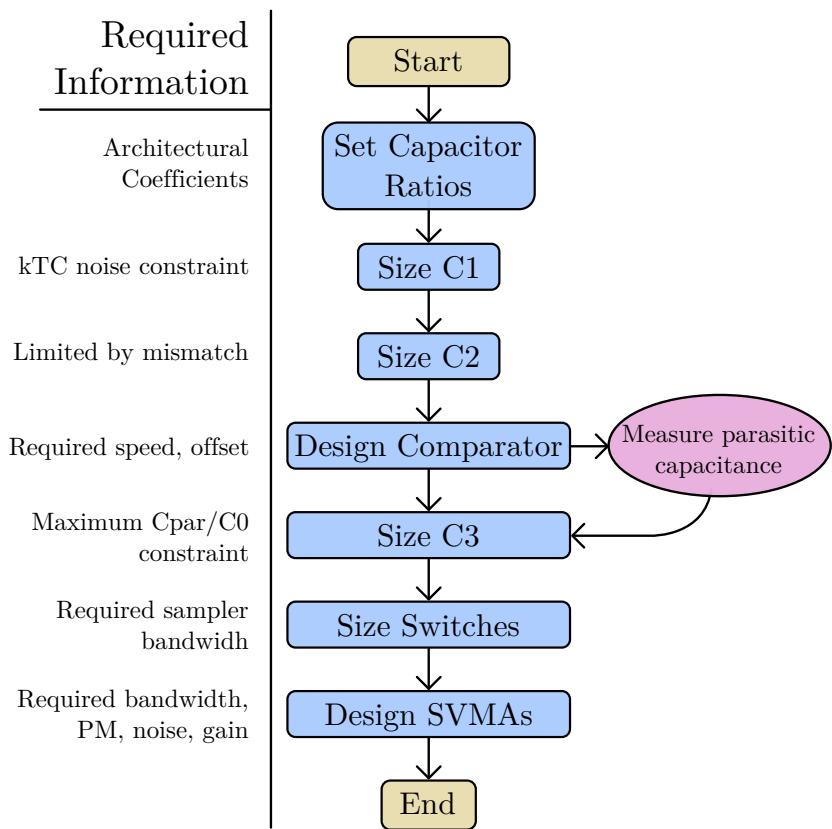 Required
Information
Start
Architectural
Coefficients
Set Capacitor
Ratios
kTC noise constraint
Size C1
Limited by mismatch
Size C2
Required speed, offset
Design Comparator
Measure parasitic
capacitance
Maximum Cpar/C0
constraint
Size C3
Required sampler
bandwidh
Size Switches
Required bandwidth,
PM, noise, gain
Design SVMAs
End